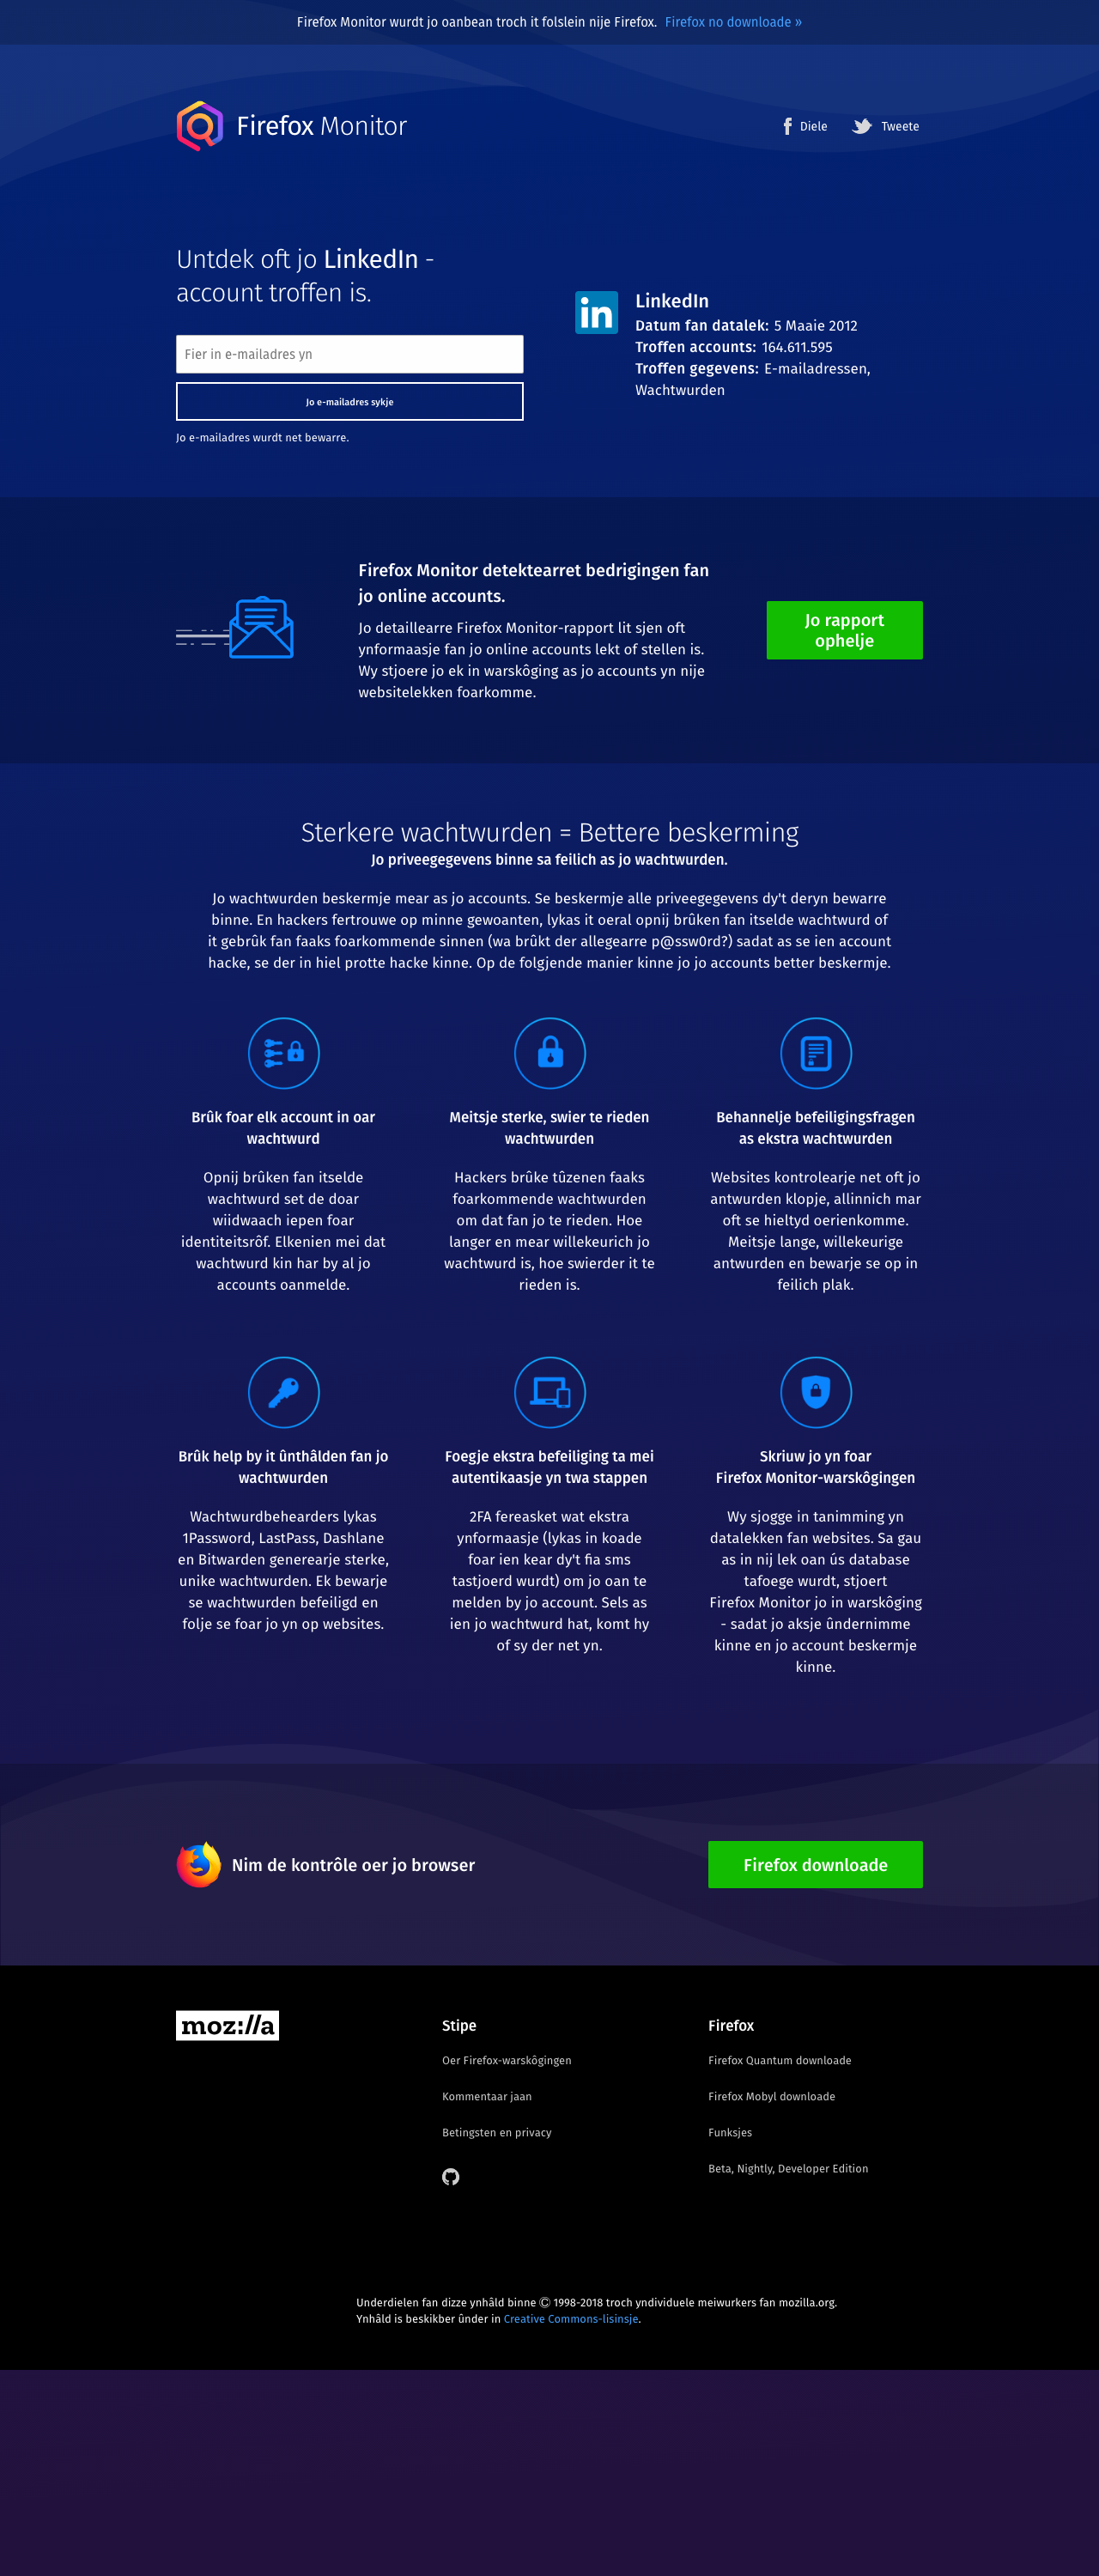 Firefox Monitor wurdt jo oanbean troch it folslein nije Firefox. Firefox no downloade »
Firefox Monitor
Diele
Tweete
Untdek oft jo LinkedIn -
account troffen is.
Fier in e-mailadres yn
Jo e-mailadres sykje
Jo e-mailadres wurdt net bewarre.
in
LinkedIn
Datum fan datalek: 5 Maaie 2012
Troffen accounts: 164.611.595
Troffen gegevens: E-mailadressen,
Wachtwurden
Firefox Monitor detektearret bedrigingen fan
jo online accounts.
Jo detaillearre Firefox Monitor-rapport lit sjen oft
ynformaasje fan jo online accounts lekt of stellen is.
Wy stjoere jo ek in warskôging as jo accounts yn nije
websitelekken foarkomme.
Jo rapport
ophelje
Sterkere wachtwurden = Bettere beskerming
Jo priveegegevens binne sa feilich as jo wachtwurden.
Jo wachtwurden beskermje mear as jo accounts. Se beskermje alle priveegegevens dy't deryn bewarre
binne. En hackers fertrouwe op minne gewoanten, lykas it oeral opnij brûken fan itselde wachtwurd of
it gebrûk fan faaks foarkommende sinnen (wa brûkt der allegearre p@ssw0rd?) sadat as se ien account
hacke, se der in hiel protte hacke kinne. Op de folgjende manier kinne jo jo accounts better beskermje.
Brûk foar elk account in oar
wachtwurd
Opnij brûken fan itselde
wachtwurd set de doar
wiidwaach iepen foar
identiteitsrôf. Elkenien mei dat
wachtwurd kin har by al jo
accounts oanmelde.
Meitsje sterke, swier te rieden
wachtwurden
Hackers brûke tûzenen faaks
foarkommende wachtwurden
om dat fan jo te rieden. Hoe
langer en mear willekeurich jo
wachtwurd is, hoe swierder it te
rieden is.
Behannelje befeiligingsfragen
as ekstra wachtwurden
Websites kontrolearje net oft jo
antwurden klopje, allinnich mar
oft se hieltyd oerienkomme.
Meitsje lange, willekeurige
antwurden en bewarje se op in
feilich plak.
Brûk help by it ûnthâlden fan jo
wachtwurden
Wachtwurdbehearders lykas
1Password, LastPass, Dashlane
en Bitwarden generearje sterke,
unike wachtwurden. Ek bewarje
se wachtwurden befeiligd en
folje se foar jo yn op websites.
Foegje ekstra befeiliging ta mei
autentikaasje yn twa stappen
2FA fereasket wat ekstra
ynformaasje (lykas in koade
foar ien kear dy't fia sms
tastjoerd wurdt) om jo oan te
melden by jo account. Sels as
ien jo wachtwurd hat, komt hy
of sy der net yn.
Skriuw jo yn foar
Firefox Monitor-warskôgingen
Wy sjogge in tanimming yn
datalekken fan websites. Sa gau
as in nij lek oan ús database
tafoege wurdt, stjoert
Firefox Monitor jo in warskôging
- sadat jo aksje ûndernimme
kinne en jo account beskermje
kinne.
Nim de kontrôle oer jo browser
Firefox downloade
moz://a
Stipe
Oer Firefox-warskôgingen
Kommentaar jaan
Betingsten en privacy
Firefox
Firefox Quantum downloade
Firefox Mobyl downloade
Funksjes
Beta, Nightly, Developer Edition
Underdielen fan dizze ynhâld binne © 1998-2018 troch yndividuele meiwurkers fan mozilla.org.
Ynhâld is beskikber ûnder in Creative Commons-lisinsje.